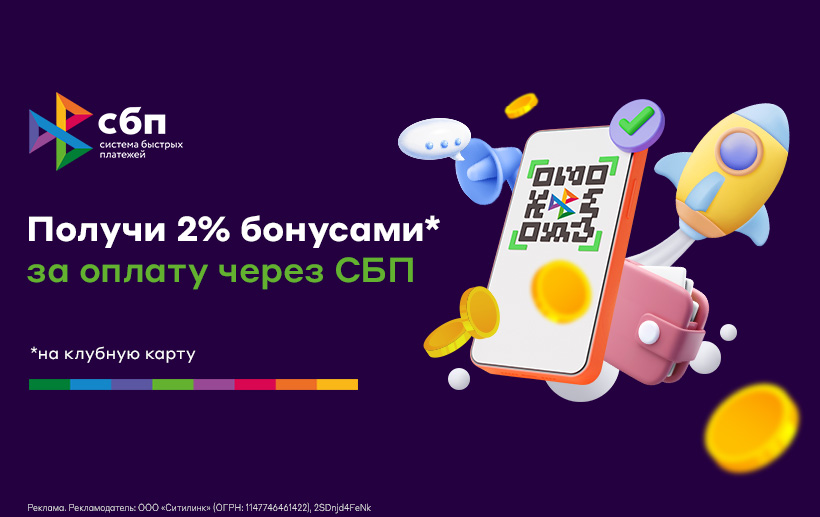 сбп
система быстрых
платежей
Получи 2% бонусами*
за оплату через СБП
*на клубную карту
Реклама. Рекламодатель: ООО «Ситилинк» (ОГРН: 1147746461422), 2SDnjd4FeNk